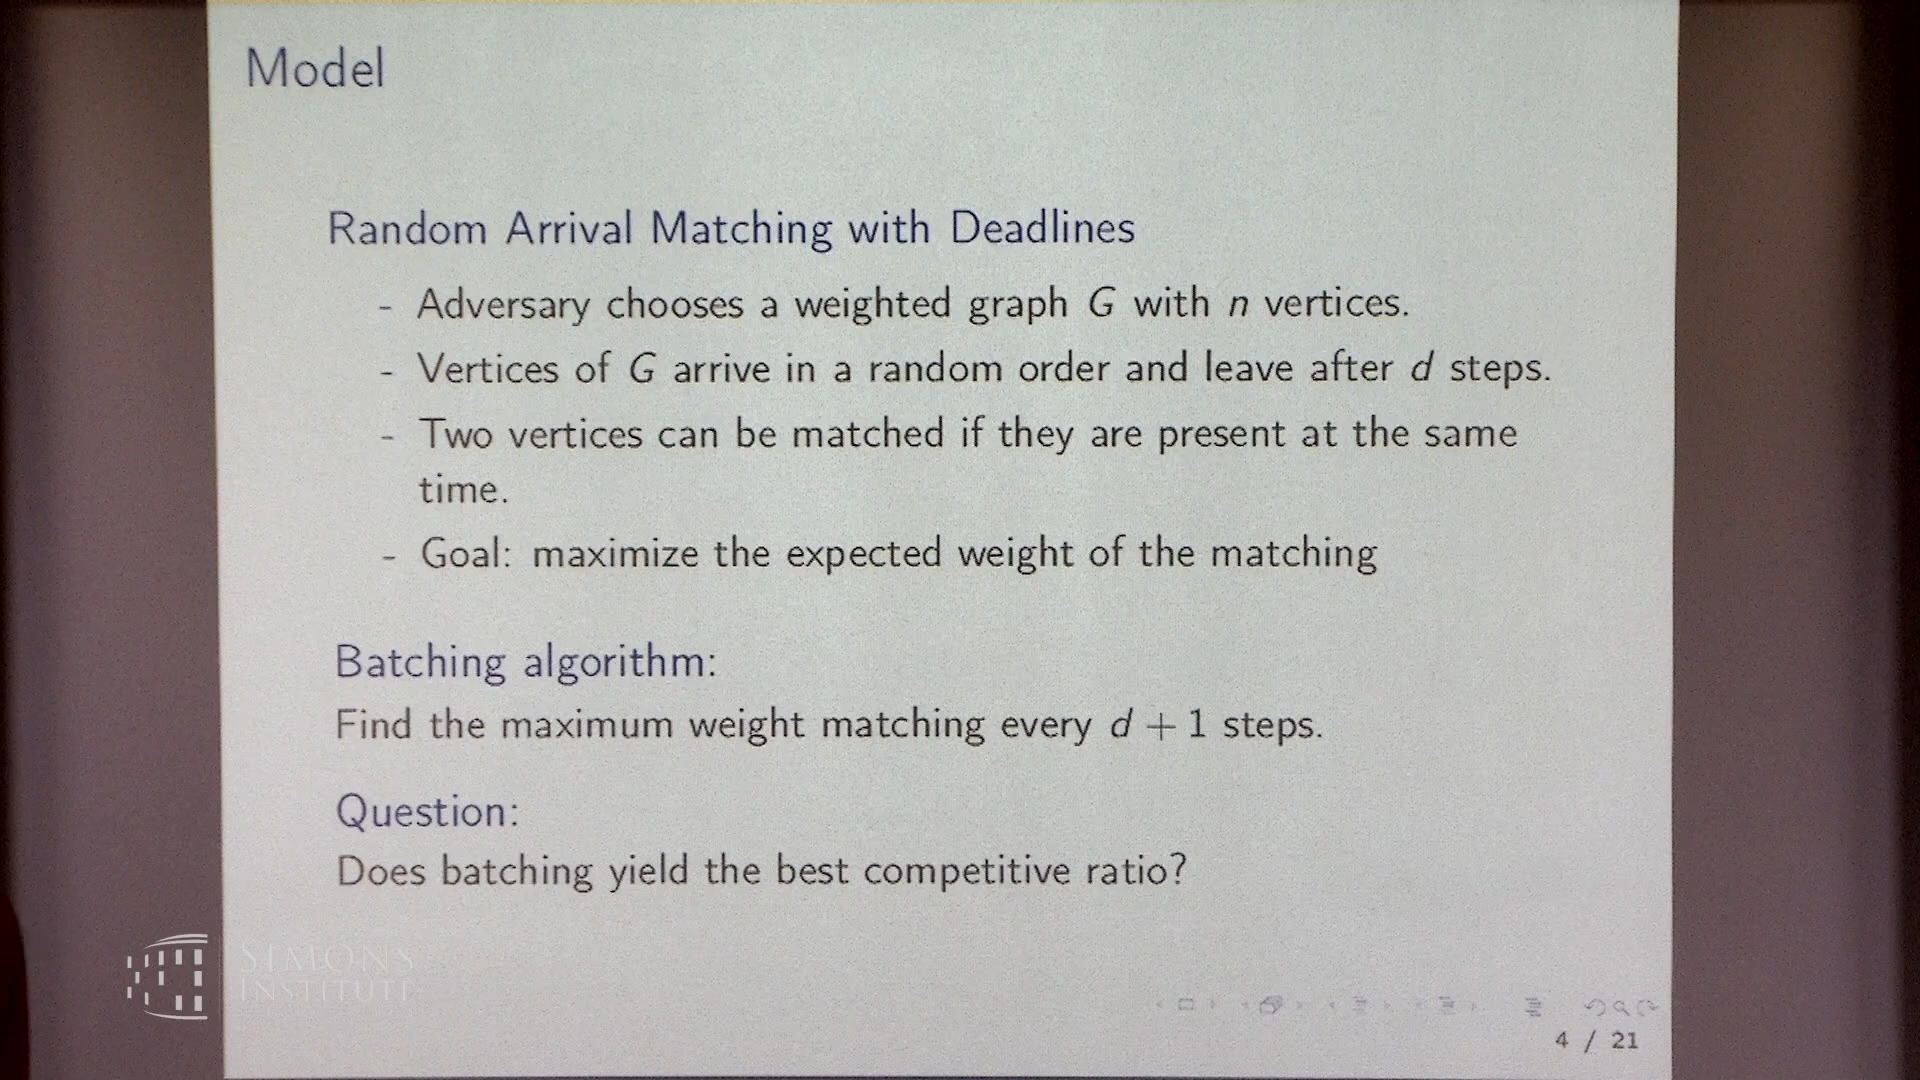 Model
Random Arrival Matching with Deadlines
- Adversary chooses a weighted graph G with n vertices.
- Vertices of G arrive in a random order and leave after d steps.
- Two vertices can be matched if they are present at the same
time.
- Goal: maximize the expected weight of the matching
Batching algorithm:
Find the maximum weight matching every d + 1 steps.
Question:
Does batching yield the best competitive ratio?
SIMONS
INSTITUTE
4 / 21